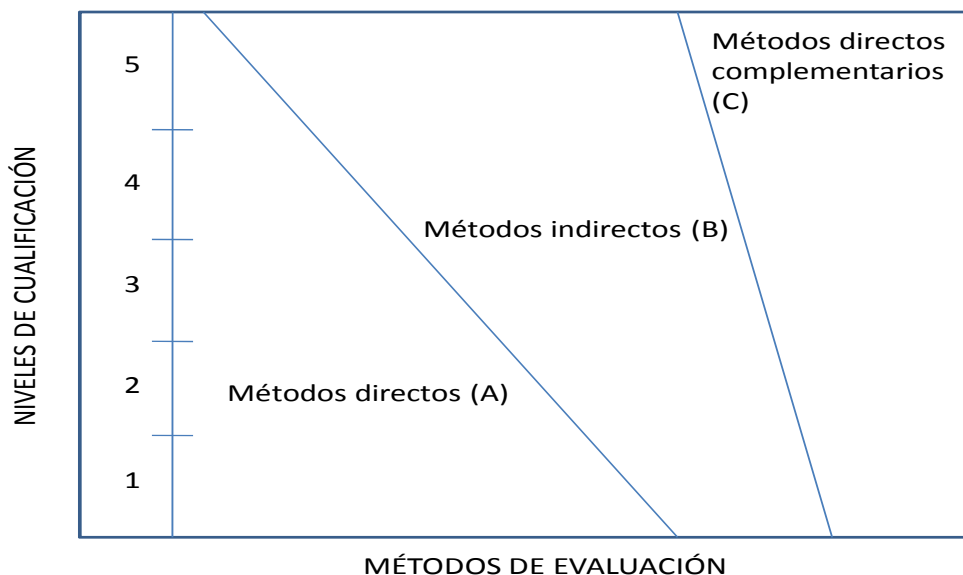 NIVELES DE CUALIFICACIÓN
5
4
3
2
1
Métodos directos
complementarios
(C)
Métodos indirectos (B)
Métodos directos (A)
MÉTODOS DE EVALUACIÓN